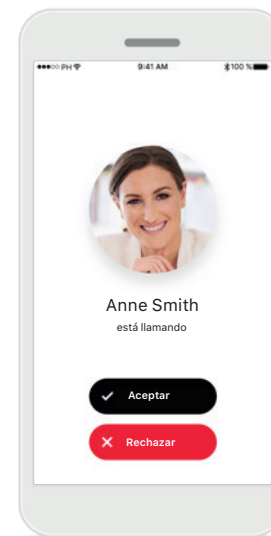 PH 9:41 AM 100 %
Anne Smith
está llamando
Aceptar
Rechazar